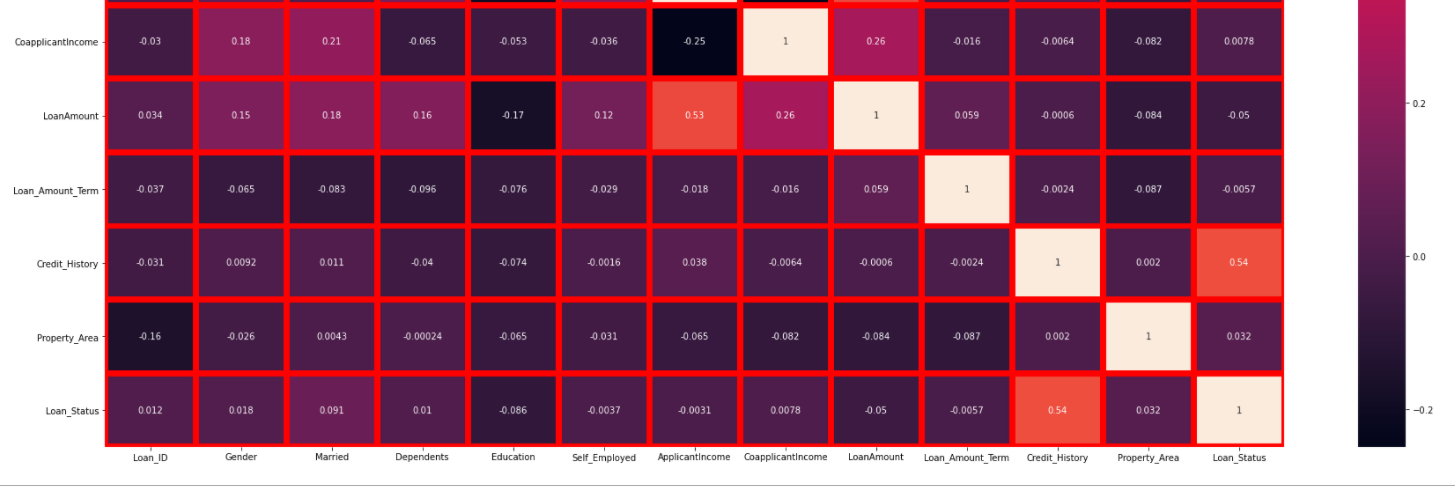 CoapplicantIncome -0.03 0.18 0.21 -0.065 -0.053 -0.036 -0.25 1 0.26 -0.016 -0.0064 -0.082 0.0078
LoanAmount 0.034 0.15 0.18 0.16 -0.17 0.12 0.53 0.26 1 0.059 -0.0006 -0.084 -0.05 0.2
Loan_Amount_Term -0.037 -0.065 -0.083 -0.096 -0.076 -0.029 -0.018 -0.016 0.059 1 -0.0024 -0.087 -0.0057
Credit_History -0.031 0.0092 0.011 -0.04 -0.074 -0.0016 0.038 -0.0064 -0.0006 -0.0024 1 0.002 0.54 0.0
Property_Area -0.16 -0.026 0.0043 -0.00024 -0.065 -0.031 -0.065 -0.082 -0.084 -0.087 0.002 1 0.032
Loan_Status 0.012 0.018 0.091 0.01 -0.086 -0.0037 -0.0031 0.0078 -0.05 -0.0057 0.54 0.032 1 −0.2
Loan_ID Gender Married Dependents Education Self_Employed ApplicantIncome CoapplicantIncome LoanAmount Loan_Amount_Term Credit_History Property_Area Loan_Status